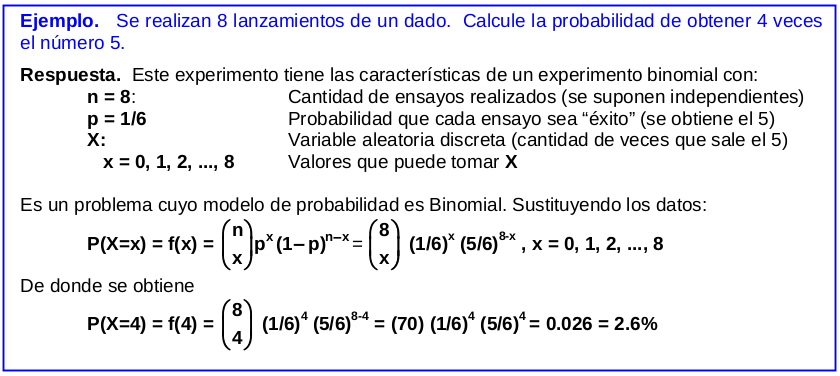 Ejemplo. Se realizan 8 lanzamientos de un dado. Calcule la probabilidad de obtener 4 veces
el número 5.
Respuesta. Este experimento tiene las características de un experimento binomial con:
n = 8: Cantidad de ensayos realizados (se suponen independientes)
p = 1/6 Probabilidad que cada ensayo sea “éxito” (se obtiene el 5)
X: Variable aleatoria discreta (cantidad de veces que sale el 5)
x = 0, 1, 2, ..., 8 Valores que puede tomar X
Es un problema cuyo modelo de probabilidad es Binomial. Sustituyendo los datos:
P(X=x) = f(x) = (n x) p^x (1– p)^(n–x) = (8 x) (1/6)^x (5/6)^(8-x) , x = 0, 1, 2, ..., 8
De donde se obtiene
P(X=4) = f(4) = (8 4) (1/6)^4 (5/6)^(8-4) = (70) (1/6)^4 (5/6)^4 = 0.026 = 2.6%